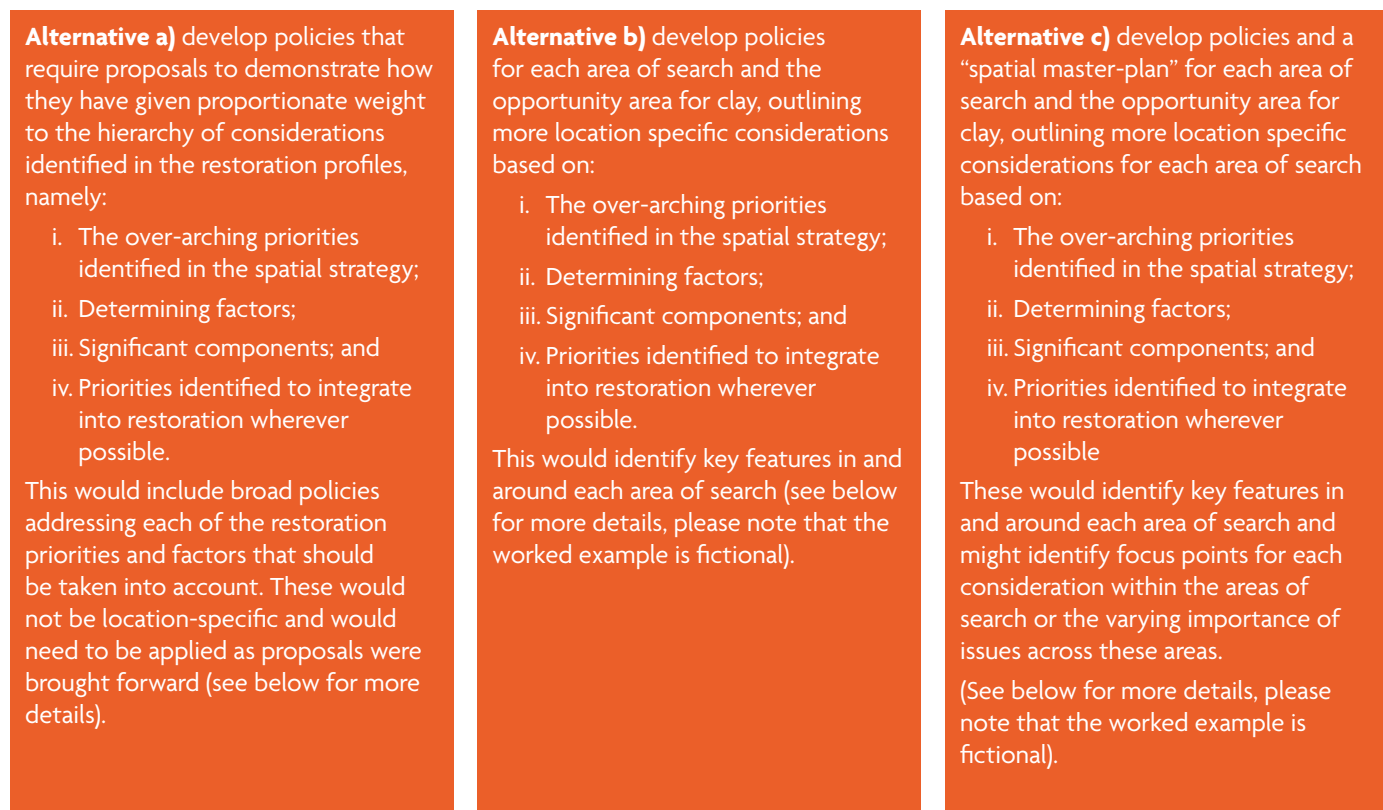 Alternative a) develop policies that
require proposals to demonstrate how
they have given proportionate weight
to the hierarchy of considerations
identified in the restoration profiles,
namely:
i. The over-arching priorities
identified in the spatial strategy;
ii. Determining factors;
iii. Significant components; and
iv. Priorities identified to integrate
into restoration wherever
possible.
This would include broad policies
addressing each of the restoration
priorities and factors that should
be taken into account. These would
not be location-specific and would
need to be applied as proposals were
brought forward (see below for more
details).
Alternative b) develop policies
for each area of search and the
opportunity area for clay, outlining
more location specific considerations
based on:
i. The over-arching priorities
identified in the spatial strategy;
ii. Determining factors;
iii. Significant components; and
iv. Priorities identified to integrate
into restoration wherever
possible.
This would identify key features in and
around each area of search (see below
for more details, please note that the
worked example is fictional).
Alternative c) develop policies and a
“spatial master-plan” for each area of
search and the opportunity area for
clay, outlining more location specific
considerations for each area of search
based on:
i. The over-arching priorities
identified in the spatial strategy;
ii. Determining factors;
iii. Significant components; and
iv. Priorities identified to integrate
into restoration wherever
possible
These would identify key features in
and around each area of search and
might identify focus points for each
consideration within the areas of
search or the varying importance of
issues across these areas.
(See below for more details, please
note that the worked example is
fictional).